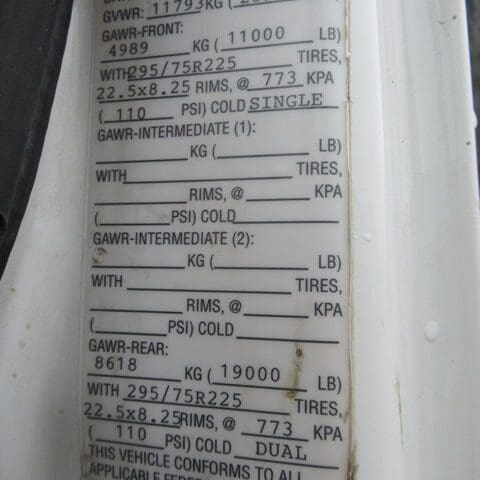 GVWR: 11793KG (
GAWR-FRONT:
4989 KG ( 11000 LB)
WITH 295/75R225 TIRES,
22.5x8.25 RIMS, @ 773 KPA
( 110 PSI) COLD SINGLE
GAWR-INTERMEDIATE (1):
KG ( LB)
WITH TIRES,
RIMS, @ KPA
( PSI) COLD
GAWR-INTERMEDIATE (2):
KG ( LB)
WITH TIRES,
RIMS, @ KPA
( PSI) COLD
GAWR-REAR:
8618 KG ( 19000 LB)
WITH 295/75R225 TIRES,
22.5x8.25 RIMS, @ 773 KPA
( 110 PSI) COLD DUAL
THIS VEHICLE CONFORMS TO ALL
APPLICABLE